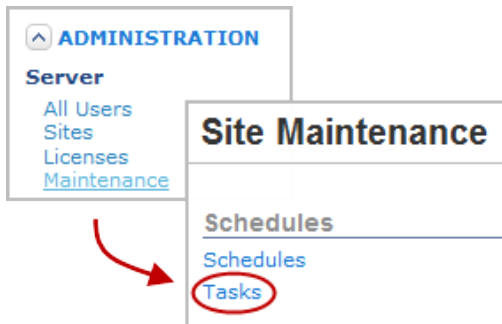 ADMINISTRATION
Server
All Users
Sites
Licenses
Maintenance
Site Maintenance
Schedules
Schedules
Tasks